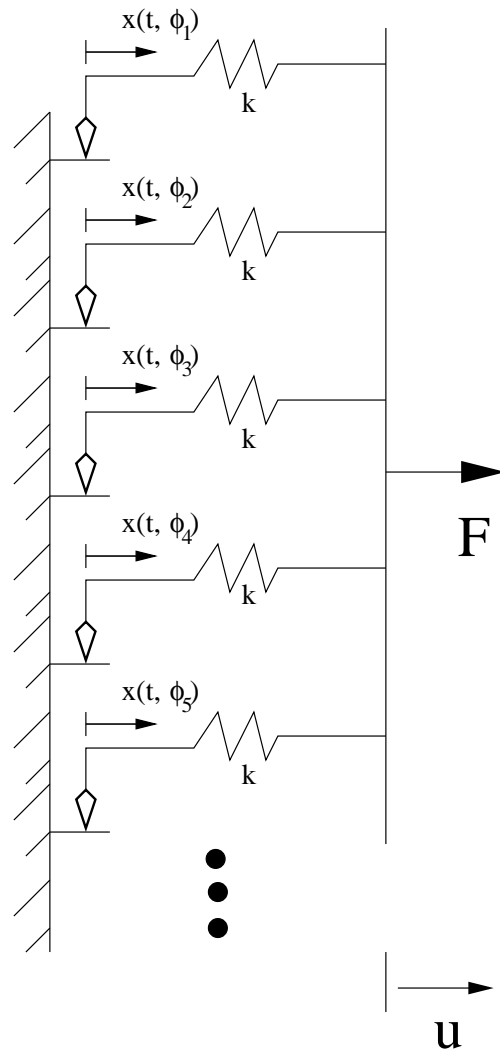 x(t, ϕ₁)
k
x(t, ϕ₂)
k
x(t, ϕ₃)
k
F
x(t, ϕ₄)
k
x(t, ϕ₅)
k
u